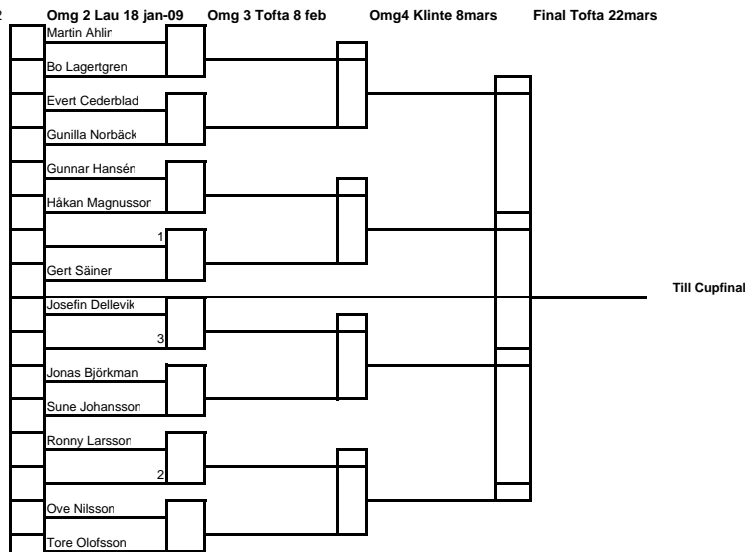 2 Omg 2 Lau 18 jan-09 Omg 3 Tofta 8 feb Omg4 Klinte 8mars Final Tofta 22mars
Martin Ahlin
Bo Lagertgren
Evert Cederblad
Gunilla Norbäck
Gunnar Hansén
Håkan Magnusson
1
Gert Säiner
Till Cupfinal
Josefin Dellevik
3
Jonas Björkman
Sune Johansson
Ronny Larsson
2
Ove Nilsson
Tore Olofsson